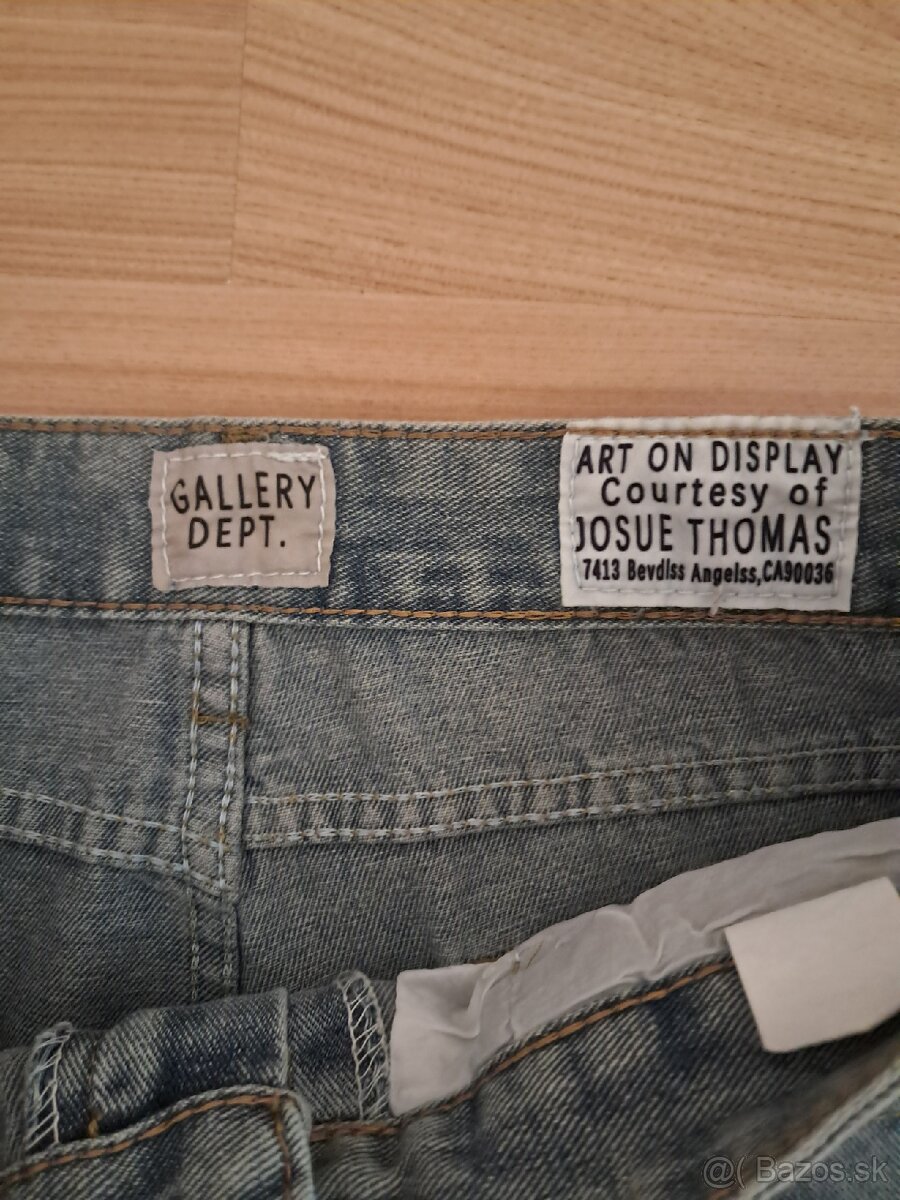 GALLERY
DEPT.
ART ON DISPLAY
Courtesy of
JOSUE THOMAS
7413 Bevdlss Angelss,CA90036
@( Bazos.sk